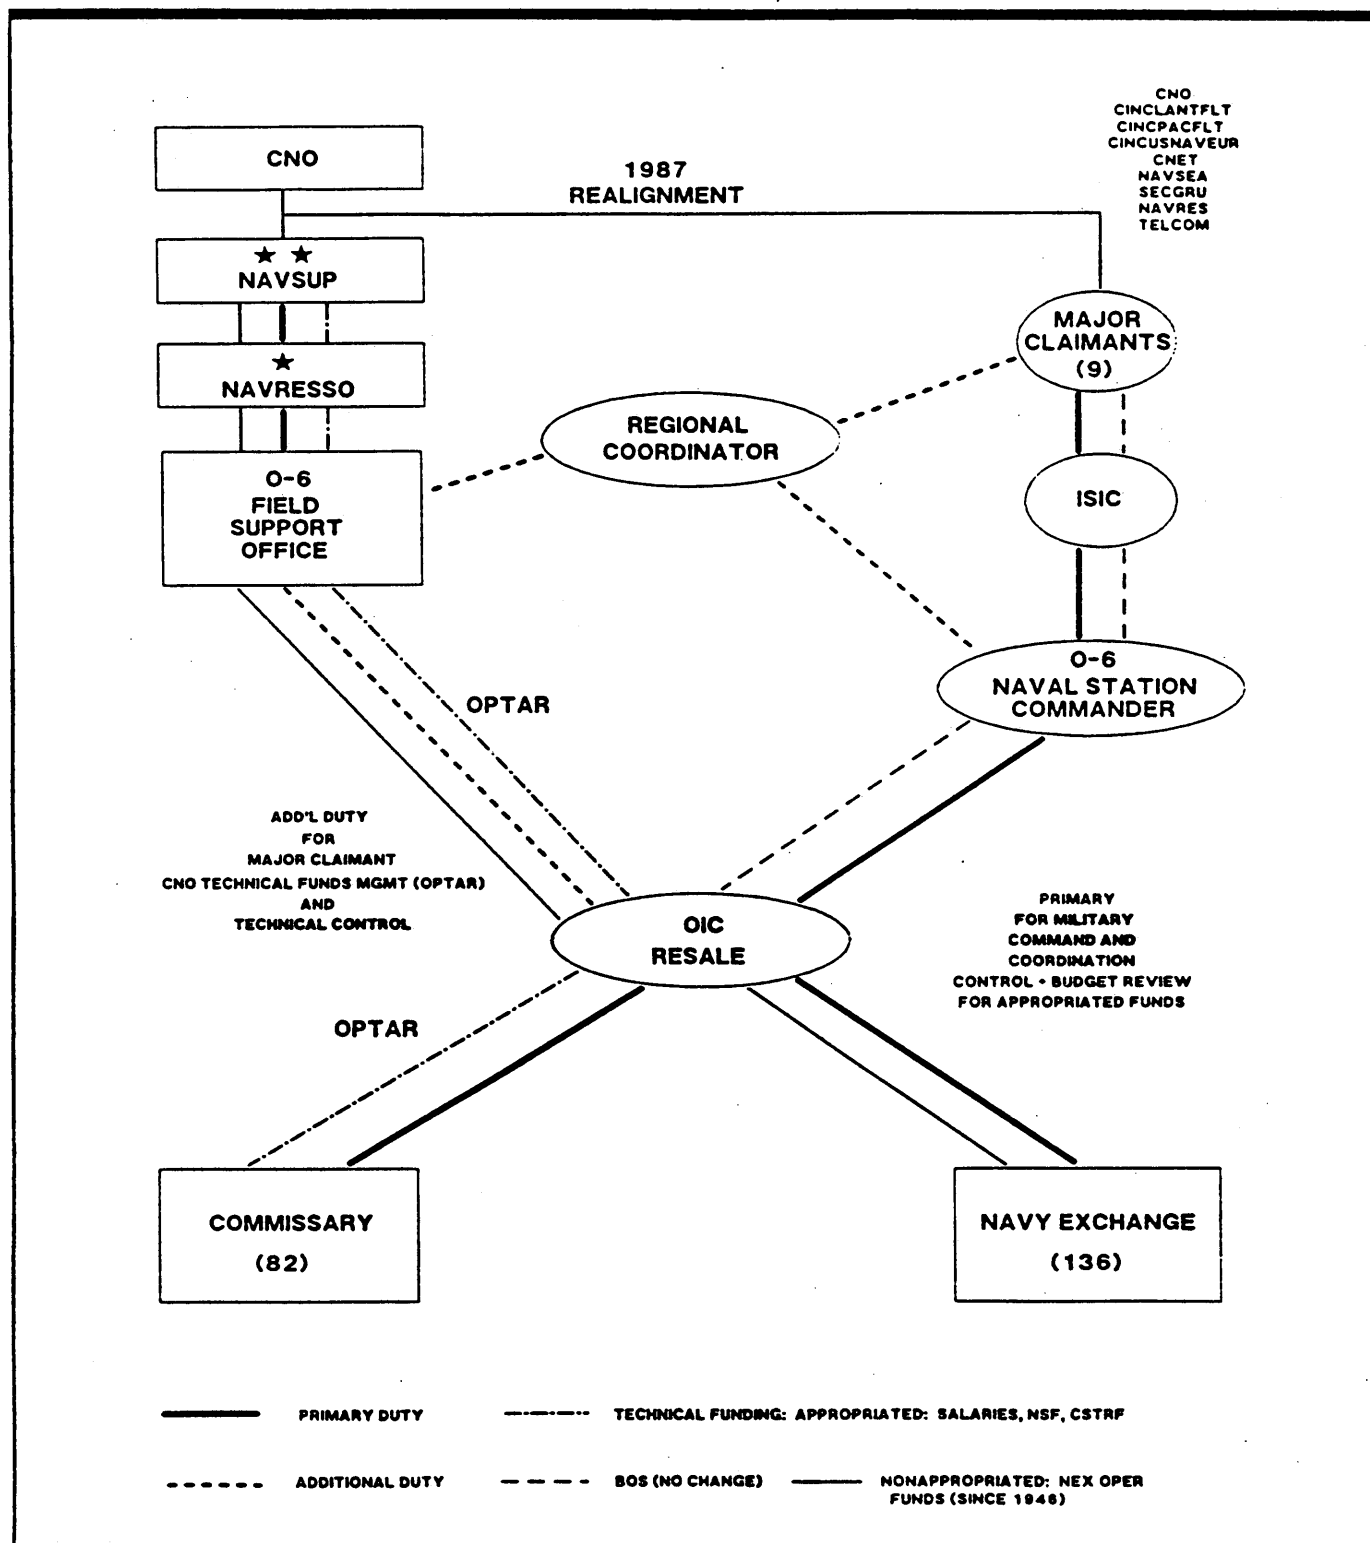 CNO
CINCLANTFLT
CINCPACFLT
CINCUSNAVEUR
CNET
NAVSEA
SECGRU
NAVRES
TELCOM
CNO
1987
REALIGNMENT
★ ★
NAVSUP
★
NAVRESSO
MAJOR
CLAIMANTS
(9)
REGIONAL
COORDINATOR
O-6
FIELD
SUPPORT
OFFICE
ISIC
O-6
NAVAL STATION
COMMANDER
OPTAR
ADD'L DUTY
FOR
MAJOR CLAIMANT
CNO TECHNICAL FUNDS MGMT (OPTAR)
AND
TECHNICAL CONTROL
OIC
RESALE
PRIMARY
FOR MILITARY
COMMAND AND
COORDINATION
CONTROL + BUDGET REVIEW
FOR APPROPRIATED FUNDS
OPTAR
COMMISSARY
(82)
NAVY EXCHANGE
(136)
PRIMARY DUTY
TECHNICAL FUNDING: APPROPRIATED: SALARIES, NSF, CSTRF
ADDITIONAL DUTY
BOS (NO CHANGE)
NONAPPROPRIATED: NEX OPER
FUNDS (SINCE 1946)